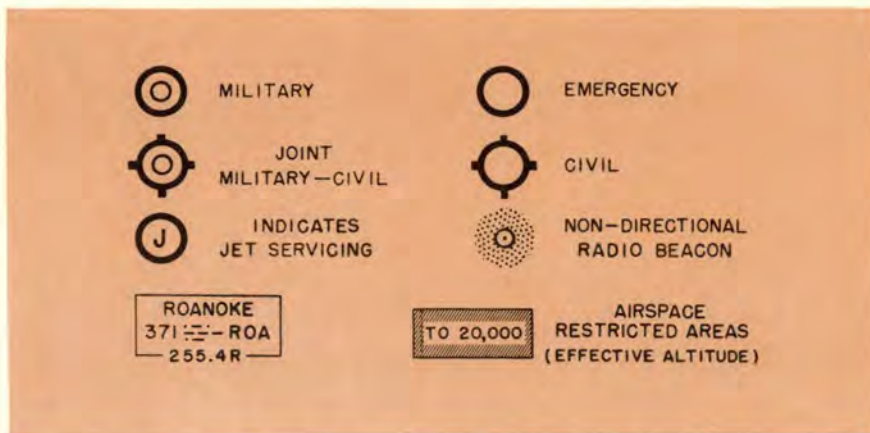 MILITARY
EMERGENCY
JOINT
MILITARY—CIVIL
CIVIL
J
INDICATES
JET SERVICING
NON-DIRECTIONAL
RADIO BEACON
ROANOKE
371 ROA
255.4R
TO 20,000
AIRSPACE
RESTRICTED AREAS
(EFFECTIVE ALTITUDE)